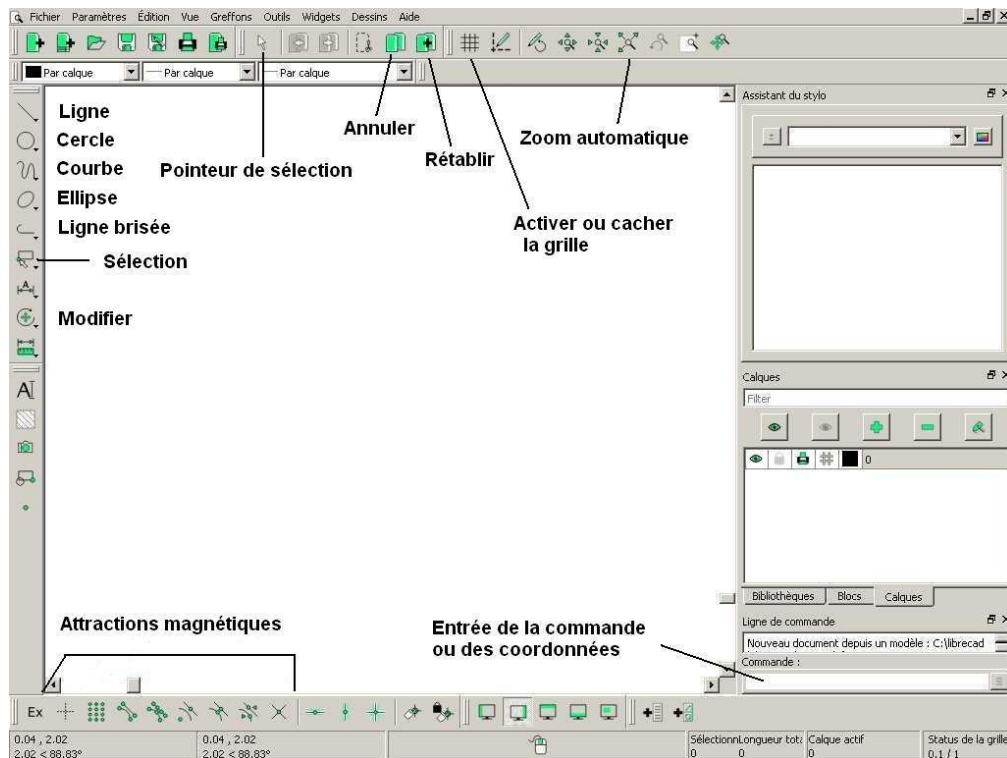 Fichier Paramètres Édition Vue Greffons Outils Widgets Dessins Aide
Par calque Par calque Par calque
Assistant du stylo
Ligne
Cercle
Courbe
Ellipse
Ligne brisée
Sélection
Modifier
Pointeur de sélection
Annuler
Rétablir
Zoom automatique
Activer ou cacher
la grille
A
AI
Calques
Filter
0
Bibliothèques Blocs Calques
Attractions magnétiques
Entrée de la commande
ou des coordonnées
Ligne de commande
Nouveau document depuis un modèle : C:\librecad
Commande :
Ex
0.04 , 2.02
2.02 < 88.83°
0.04 , 2.02
2.02 < 88.83°
Sélectionn Longueur tot Calque actif Status de la grille
0 0 0 0.1 / 1